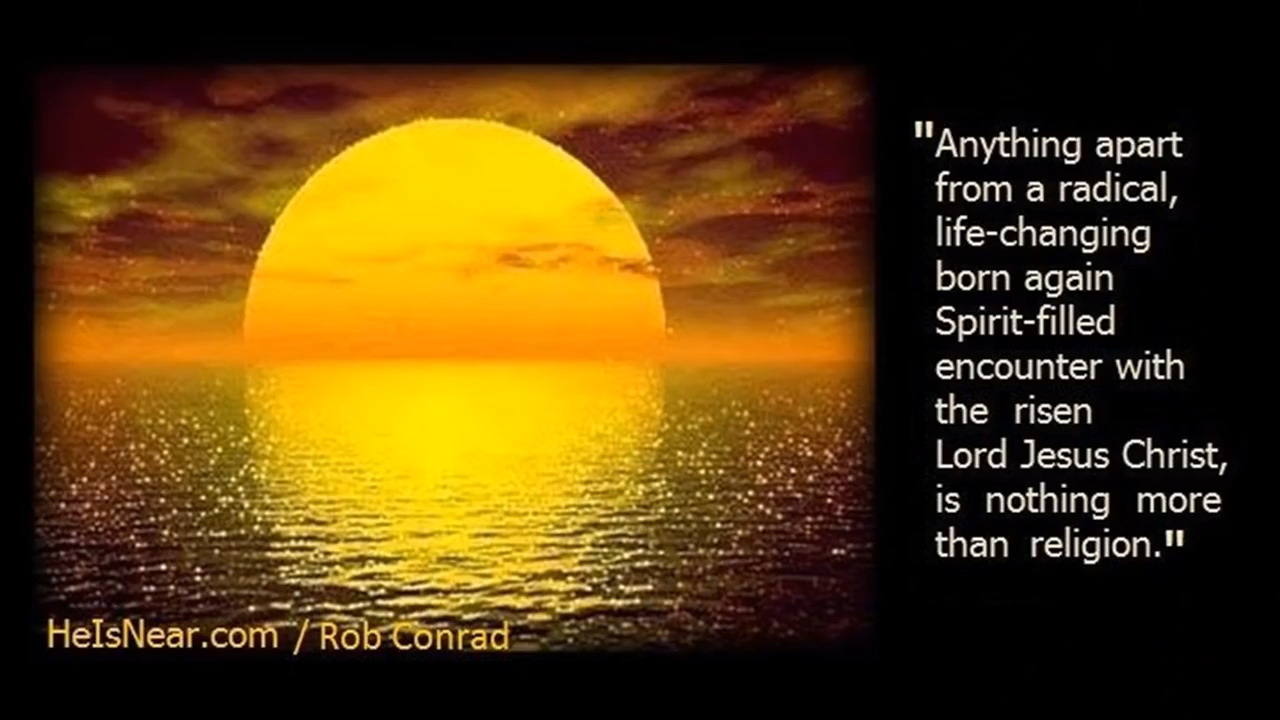 "Anything apart
from a radical,
life-changing
born again
Spirit-filled
encounter with
the risen
Lord Jesus Christ,
is nothing more
than religion."
HeIsNear.com / Rob Conrad